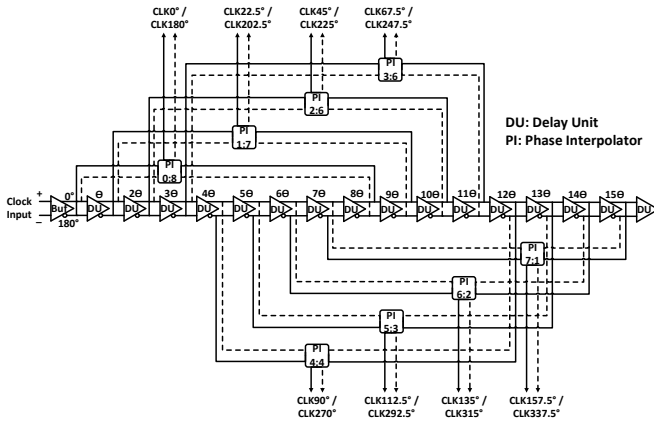 CLK0° / CLK22.5° / CLK45° / CLK67.5° /
CLK180° CLK202.5° CLK225° CLK247.5°
PI
3:6
PI
2:6
DU: Delay Unit
PI: Phase Interpolator
PI
1:7
PI
0:8
Clock
Input
+
−
0° Θ 2Θ 3Θ 4Θ 5Θ 6Θ 7Θ 8Θ 9Θ 10Θ 11Θ 12Θ 13Θ 14Θ 15Θ
Buf DU DU DU DU DU DU DU DU DU DU DU DU DU DU DU DU
180°
PI
7:1
PI
6:2
PI
5:3
PI
4:4
CLK90° / CLK112.5° / CLK135° / CLK157.5° /
CLK270° CLK292.5° CLK315° CLK337.5°